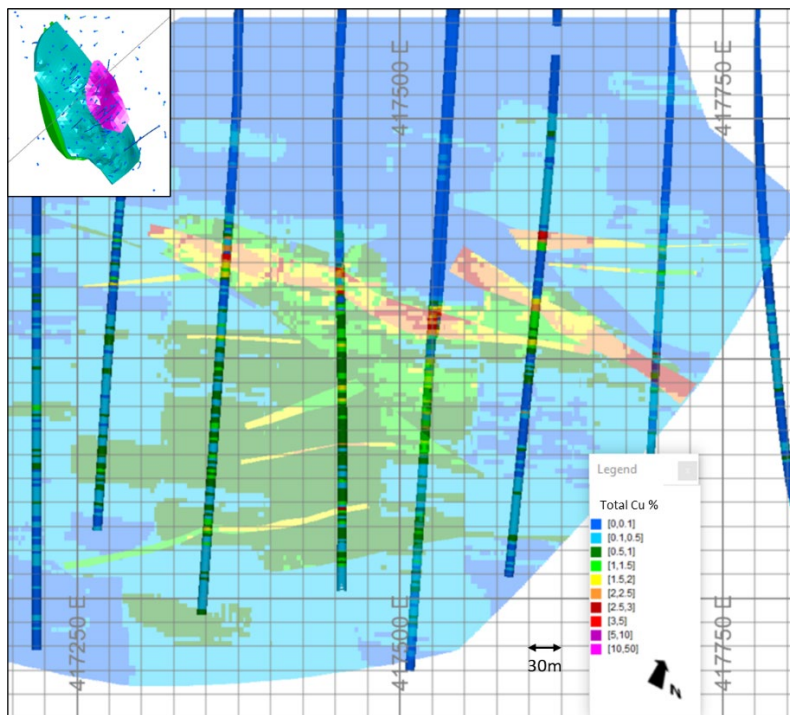 417500 E
417750 E
417250 E
417500 E
417750 E
Legend
x
Total Cu %
[0,0.1]
[0.1,0.5]
[0.5,1]
[1,1.5]
[1.5,2]
[2,2.5]
[2.5,3]
[3,5]
[5,10]
[10,50]
30m
N